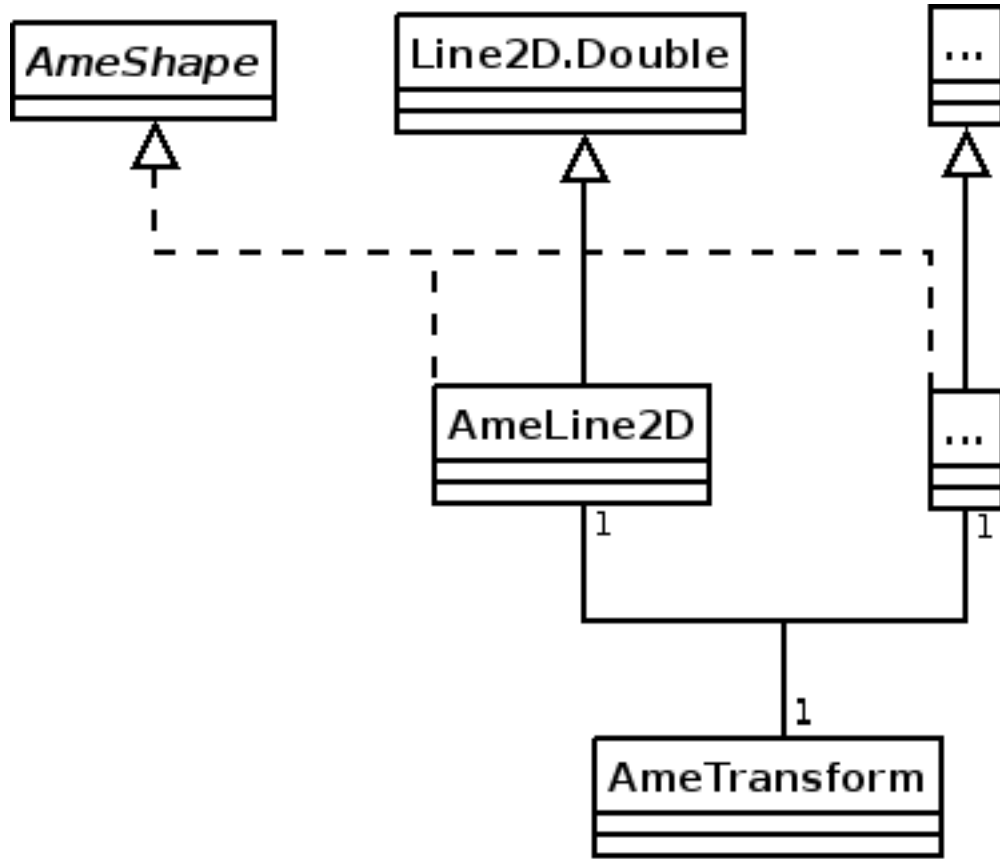 AmeShape
Line2D.Double
...
AmeLine2D
...
1
1
1
AmeTransform